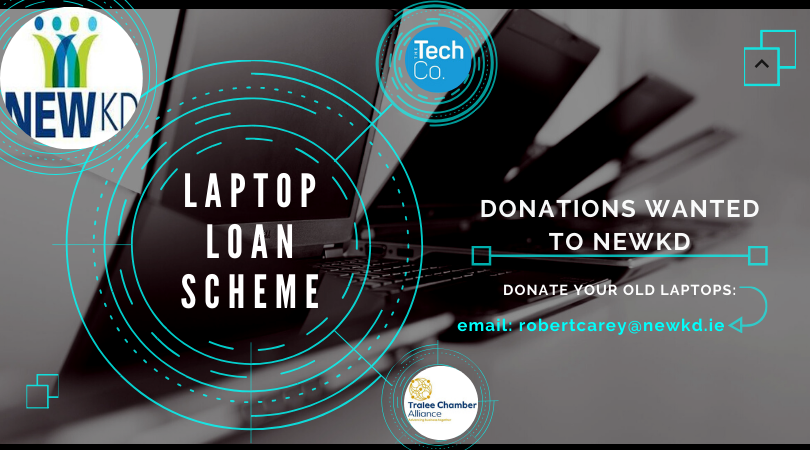 NEWKD
THE Tech
Co.
LAPTOP
LOAN
SCHEME
DONATIONS WANTED
TO NEWKD
DONATE YOUR OLD LAPTOPS:
email: robertcarey@newkd.ie
Tralee Chamber
Alliance